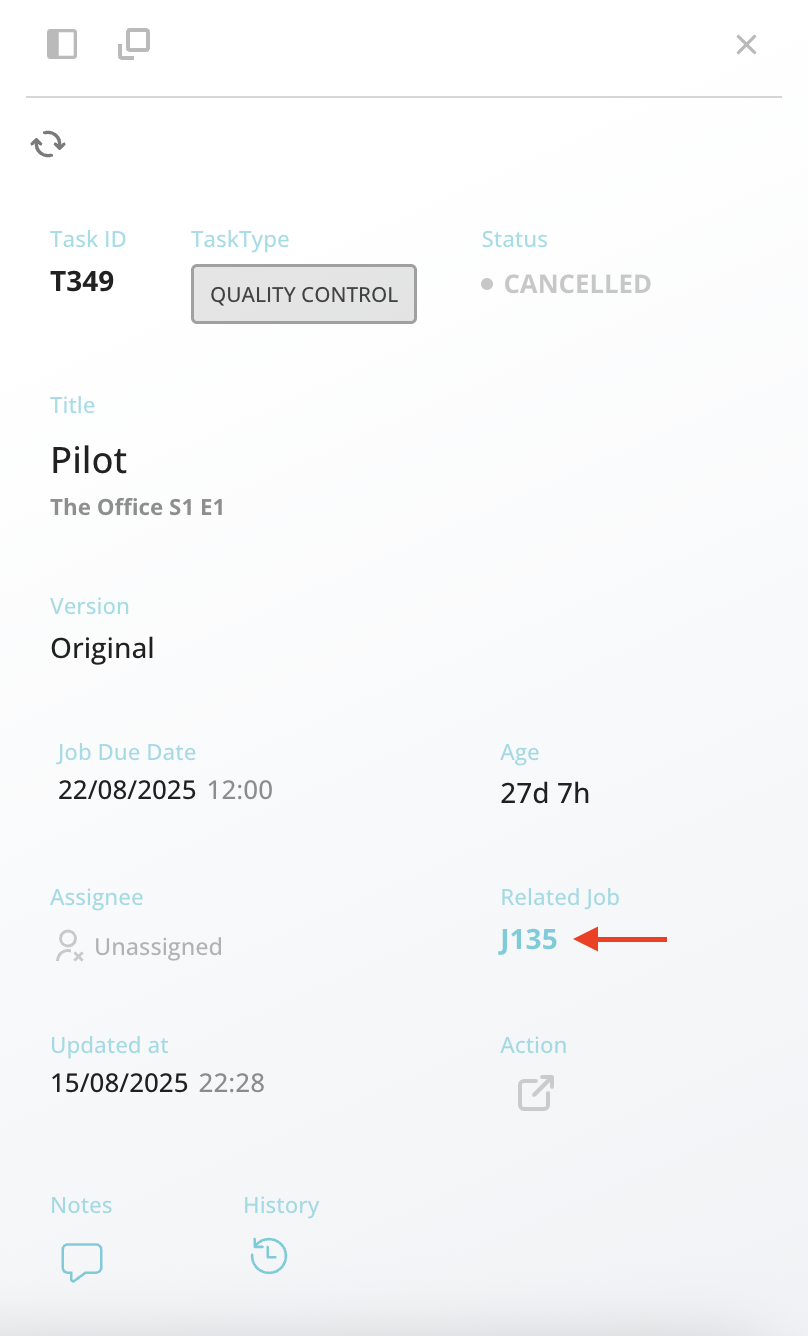 Task ID TaskType Status
T349 QUALITY CONTROL CANCELLED
Title
Pilot
The Office S1 E1
Version
Original
Job Due Date Age
22/08/2025 12:00 27d 7h
Assignee Related Job
Unassigned J135
Updated at Action
15/08/2025 22:28
Notes History